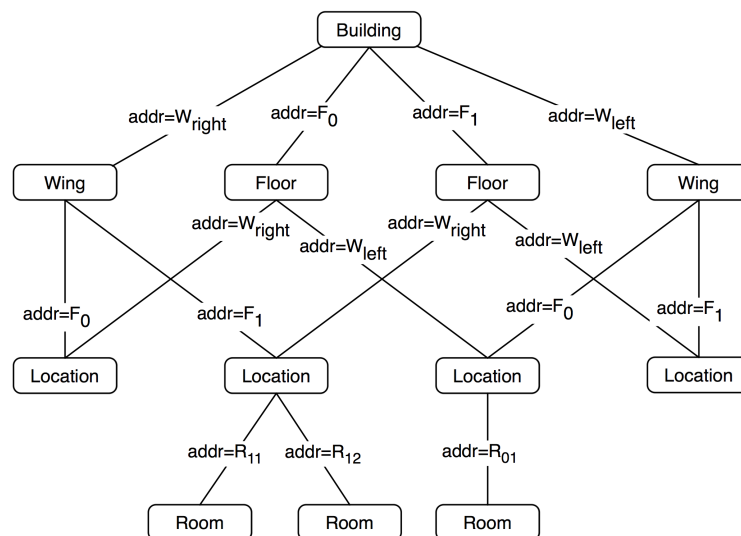 Building
addr=W_right
addr=F_0
addr=F_1
addr=W_left
Wing
Floor
Floor
Wing
addr=W_right
addr=W_left
addr=W_right
addr=W_left
addr=F_0
addr=F_1
addr=F_0
addr=F_1
Location
Location
Location
Location
addr=R_11
addr=R_12
addr=R_01
Room
Room
Room